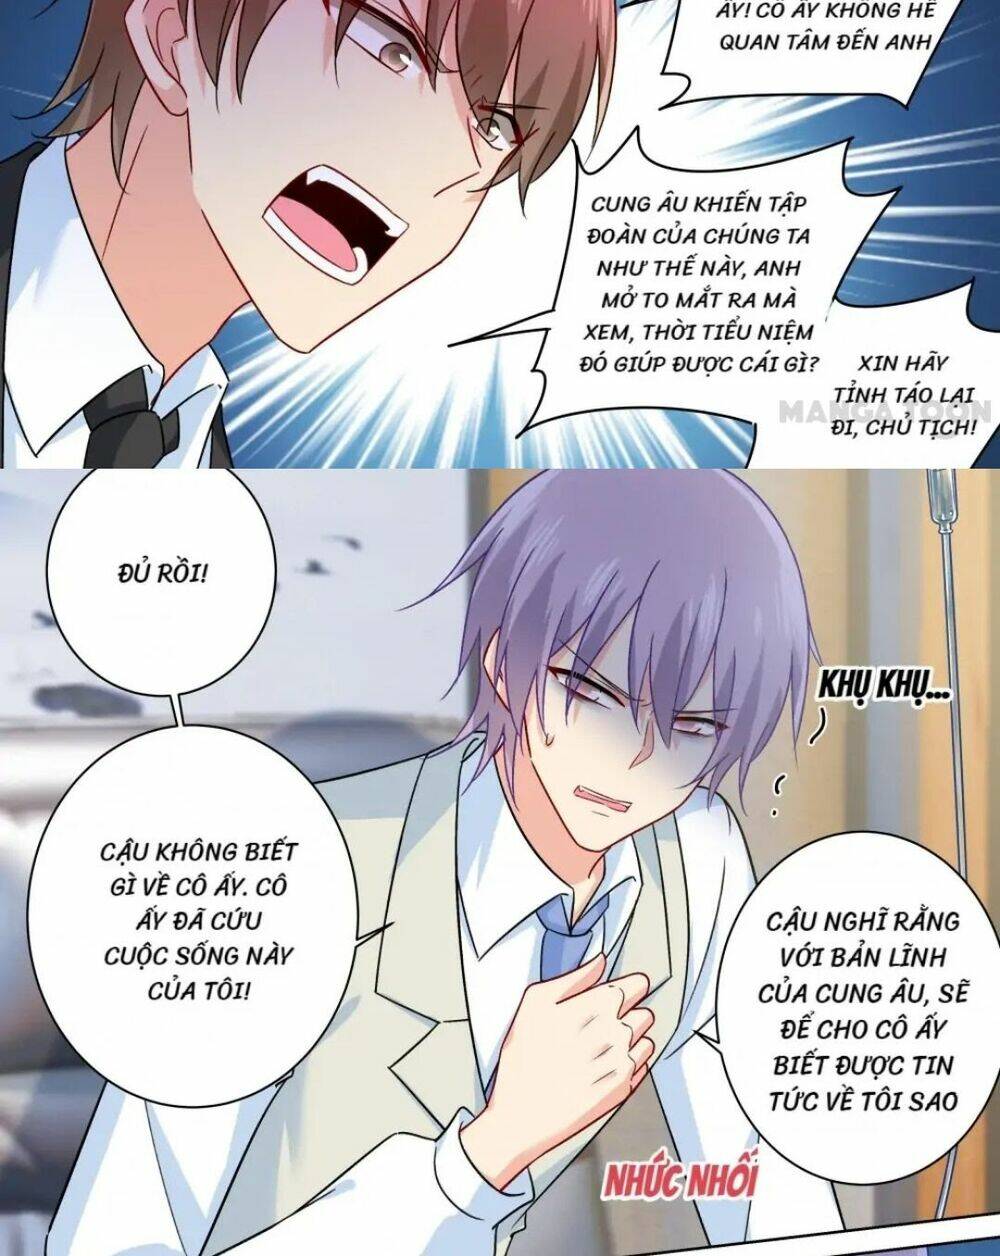 ẤY! CÔ ẤY KHÔNG HỀ
QUAN TÂM ĐẾN ANH
CUNG ÂU KHIẾN TẬP
ĐOÀN CỦA CHÚNG TA
NHƯ THẾ NÀY, ANH
MỞ TO MẮT RA MÀ
XEM, THỜI TIỂU NIỆM
ĐÓ GIÚP ĐƯỢC CÁI GÌ?
XIN HÃY
TỈNH TÁO LẠI
ĐI, CHỦ TỊCH!
MANGATOON
ĐỦ RỒI!
KHỤ KHỤ...
CẬU KHÔNG BIẾT
GÌ VỀ CÔ ẤY. CÔ
ẤY ĐÃ CỨU
CUỘC SỐNG NÀY
CỦA TÔI!
CẬU NGHĨ RẰNG
VỚI BẢN LĨNH
CỦA CUNG ÂU, SẼ
ĐỂ CHO CÔ ẤY
BIẾT ĐƯỢC TIN
TỨC VỀ TÔI SAO
NHỨC NHỐI